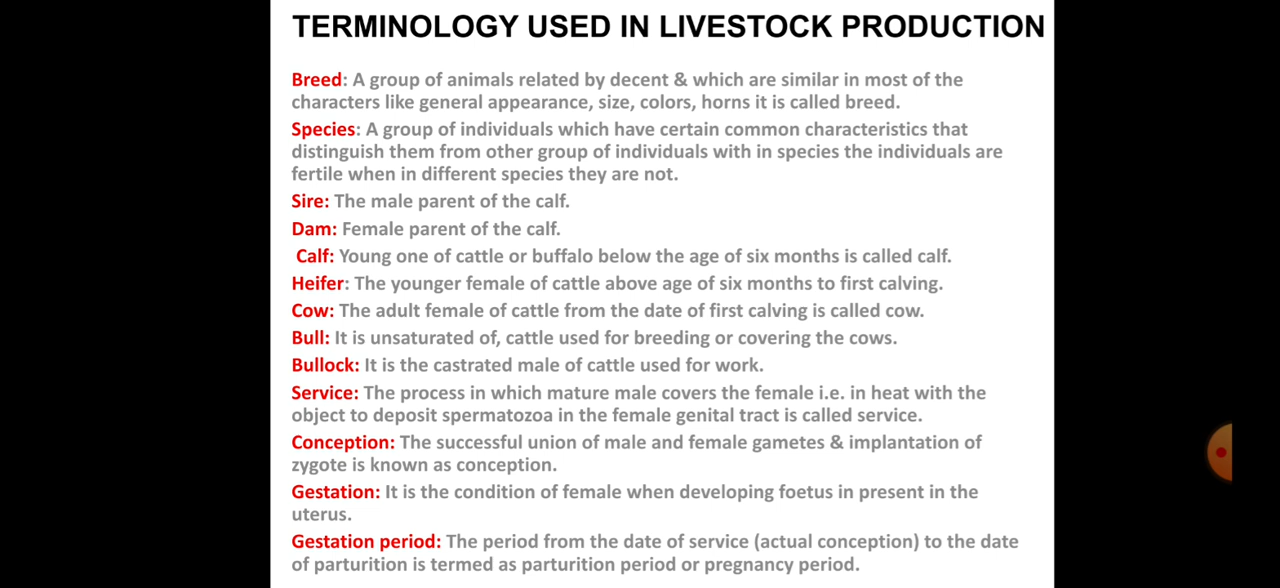 TERMINOLOGY USED IN LIVESTOCK PRODUCTION
Breed: A group of animals related by decent & which are similar in most of the
characters like general appearance, size, colors, horns it is called breed.
Species: A group of individuals which have certain common characteristics that
distinguish them from other group of individuals with in species the individuals are
fertile when in different species they are not.
Sire: The male parent of the calf.
Dam: Female parent of the calf.
Calf: Young one of cattle or buffalo below the age of six months is called calf.
Heifer: The younger female of cattle above age of six months to first calving.
Cow: The adult female of cattle from the date of first calving is called cow.
Bull: It is unsaturated of, cattle used for breeding or covering the cows.
Bullock: It is the castrated male of cattle used for work.
Service: The process in which mature male covers the female i.e. in heat with the
object to deposit spermatozoa in the female genital tract is called service.
Conception: The successful union of male and female gametes & implantation of
zygote is known as conception.
Gestation: It is the condition of female when developing foetus in present in the
uterus.
Gestation period: The period from the date of service (actual conception) to the date
of parturition is termed as parturition period or pregnancy period.